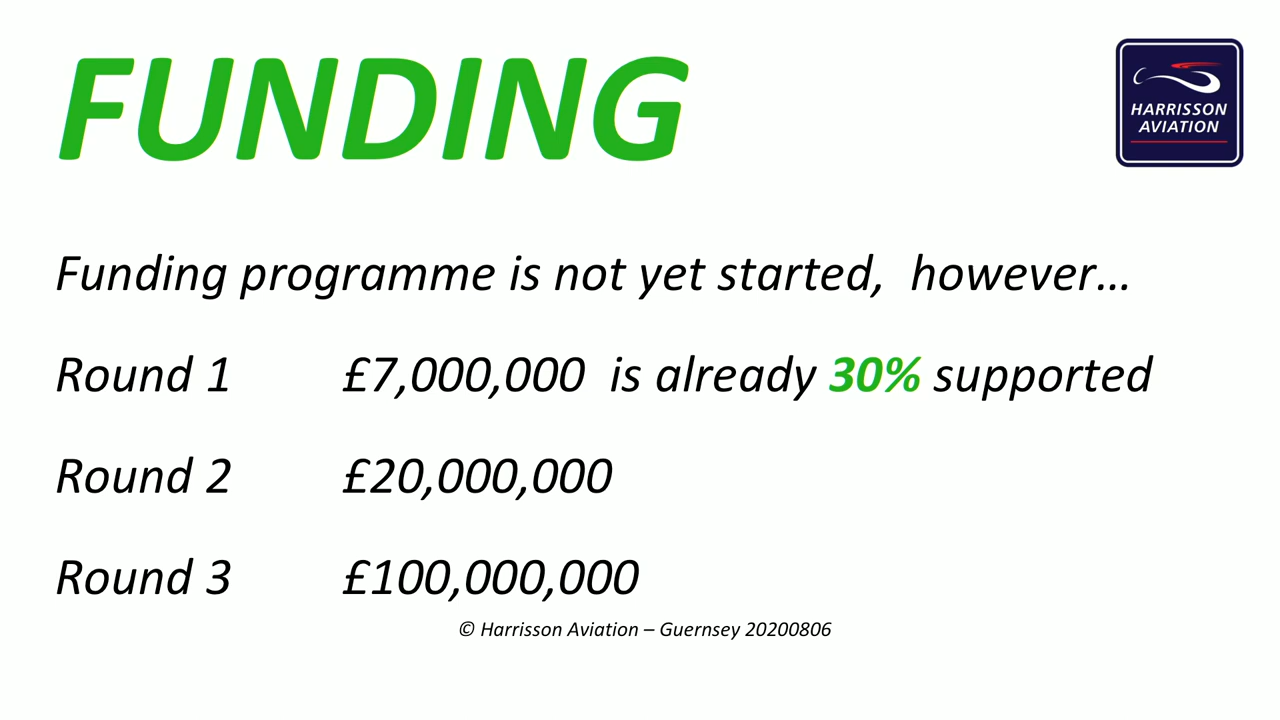 FUNDING
HARRISSON
AVIATION
Funding programme is not yet started,  however...
Round 1 £7,000,000  is already 30% supported
Round 2 £20,000,000
Round 3 £100,000,000
© Harrisson Aviation – Guernsey 20200806